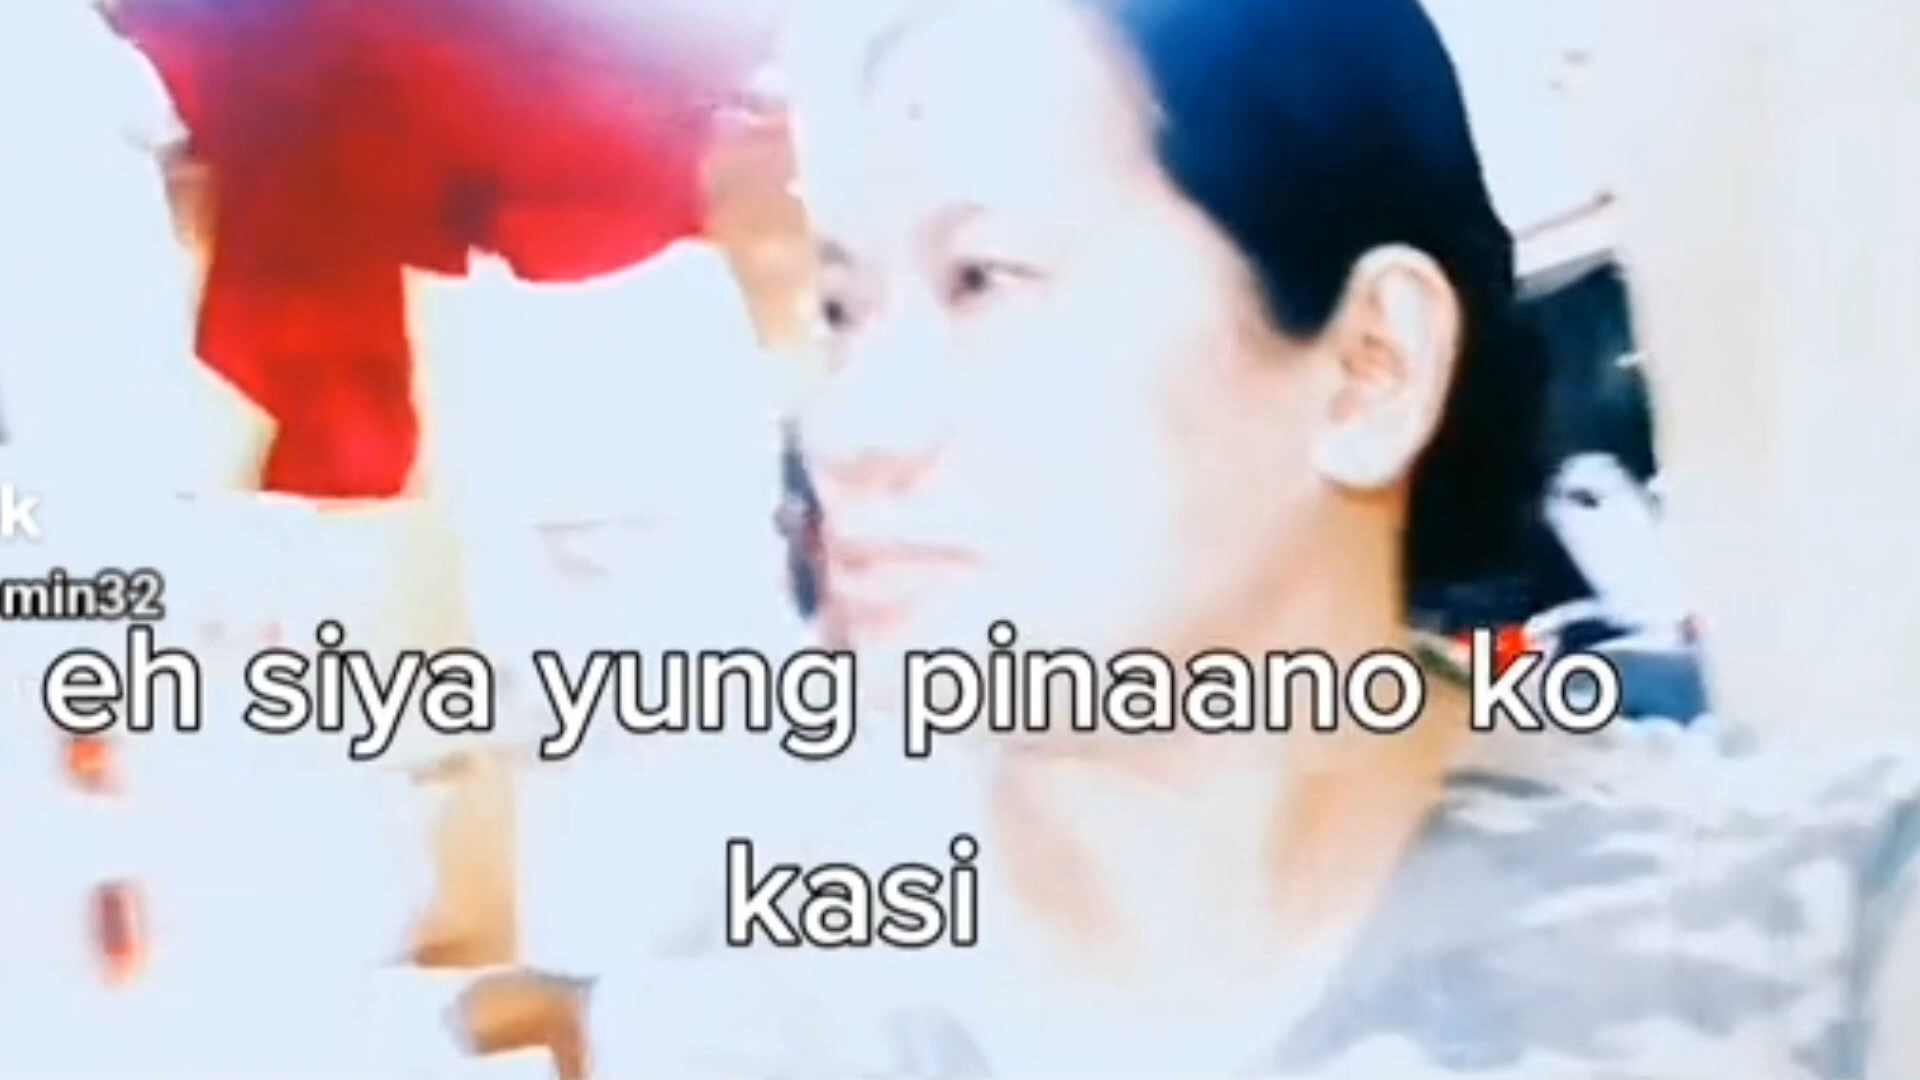 k
min32
eh siya yung pinaano ko
kasi